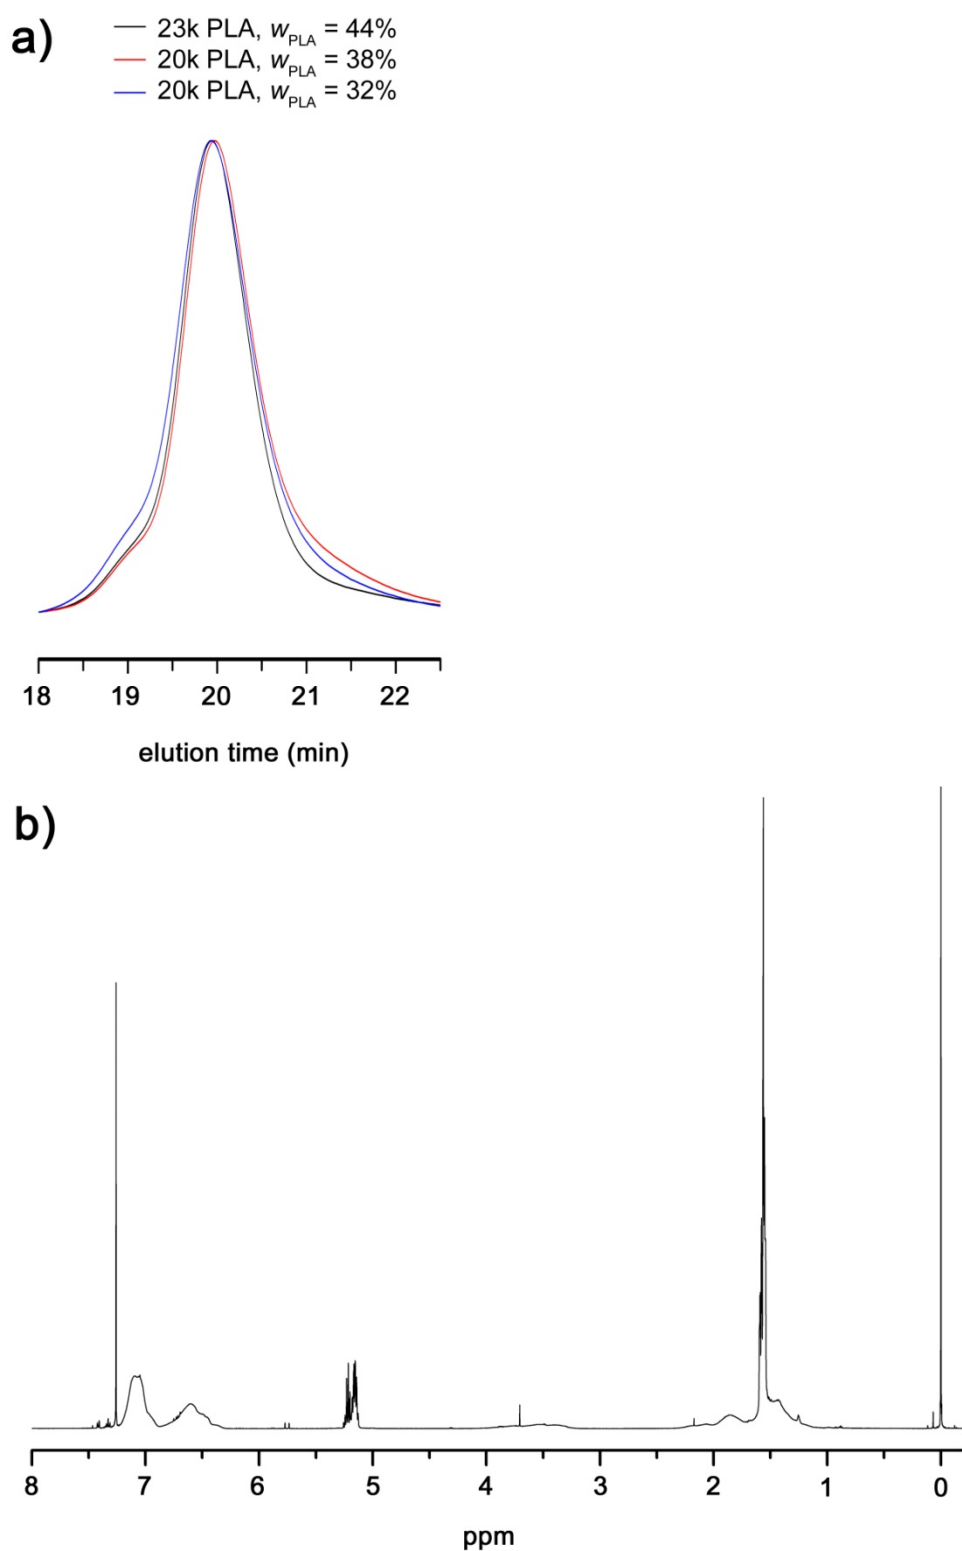 a)
23k PLA, wPLA = 44%
20k PLA, wPLA = 38%
20k PLA, wPLA = 32%
18 19 20 21 22
elution time (min)
b)
8 7 6 5 4 3 2 1 0
ppm